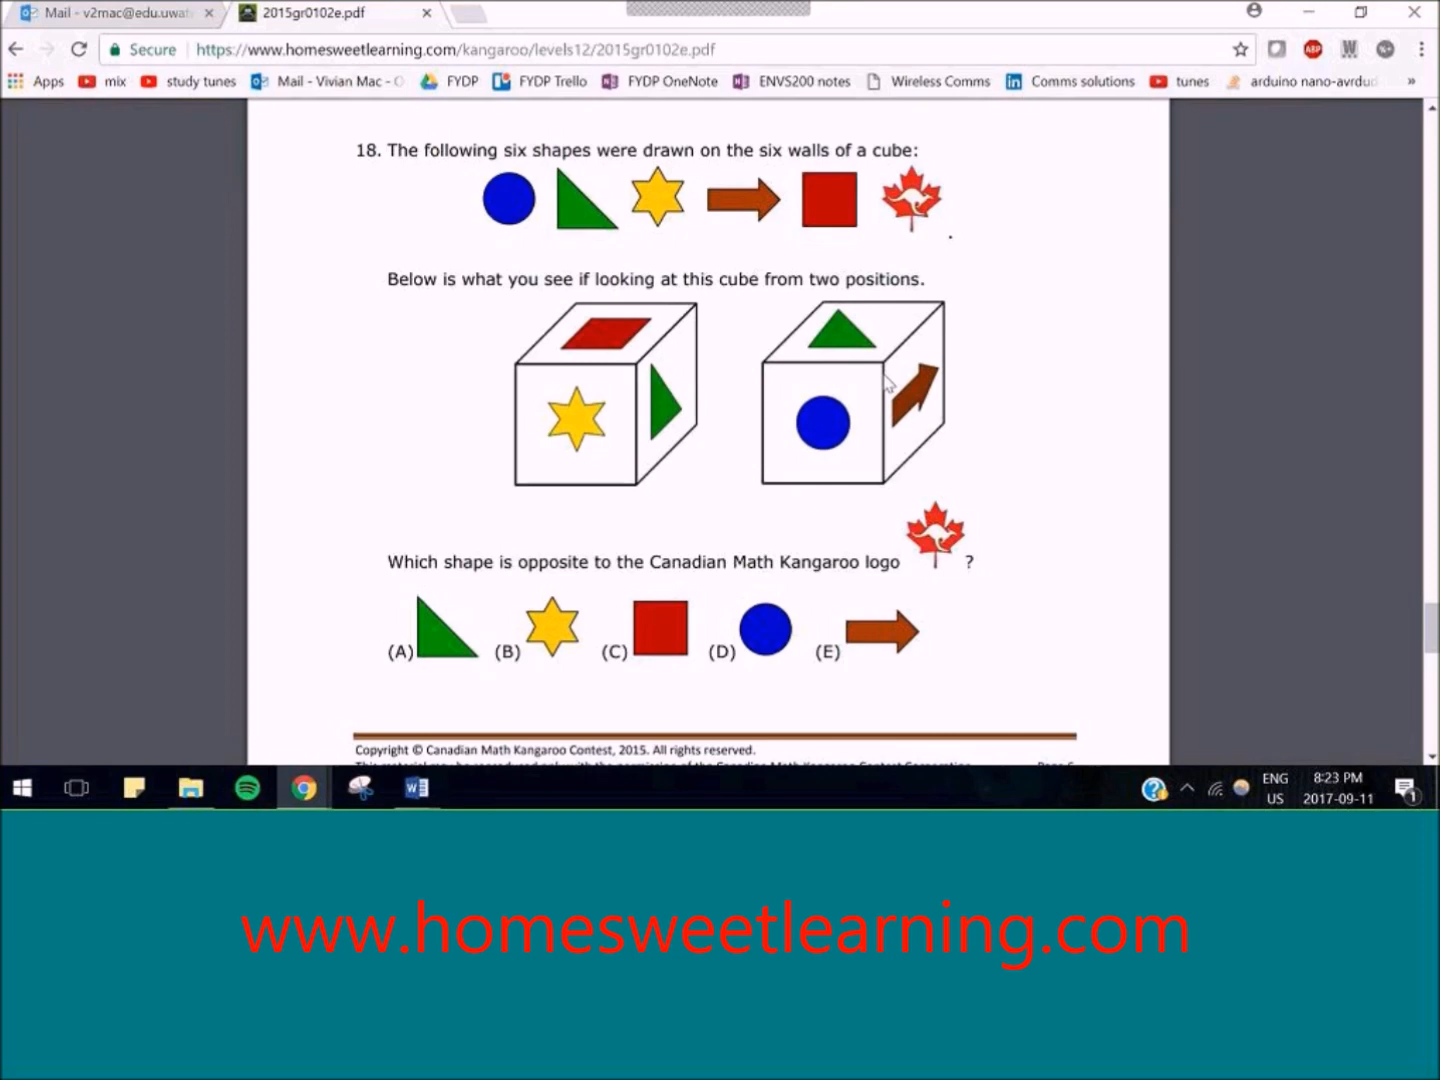 Mail - v2mac@edu.uwat
2015gr0102e.pdf
Secure https://www.homesweetlearning.com/kangaroo/levels12/2015gr0102e.pdf
Apps mix study tunes Mail - Vivian Mac - O FYDP FYDP Trello FYDP OneNote ENVS200 notes Wireless Comms Comms solutions tunes arduino nano-avrdud »
18. The following six shapes were drawn on the six walls of a cube:
.
Below is what you see if looking at this cube from two positions.
Which shape is opposite to the Canadian Math Kangaroo logo ?
(A) (B) (C) (D) (E)
Copyright © Canadian Math Kangaroo Contest, 2015. All rights reserved.
ENG 8:23 PM
US 2017-09-11 1
www.homesweetlearning.com